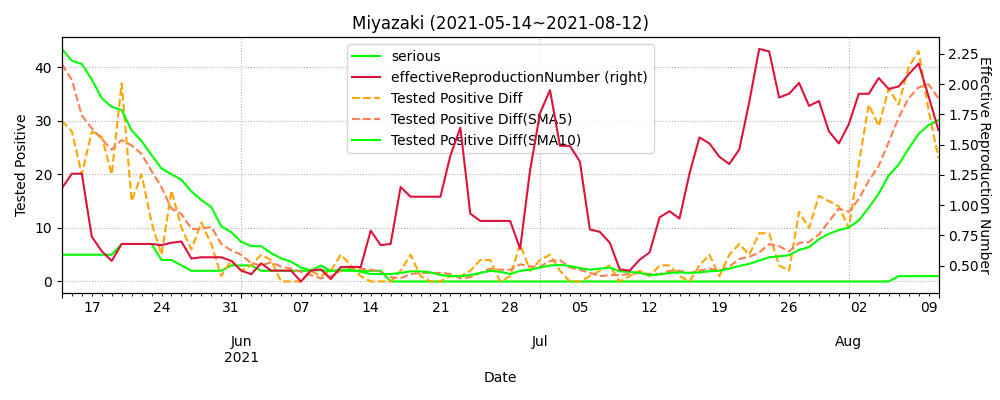 Miyazaki (2021-05-14~2021-08-12)
serious
effectiveReproductionNumber (right)
Tested Positive Diff
Tested Positive Diff(SMA5)
Tested Positive Diff(SMA10)
Tested Positive
40
30
20
10
0
2.25
2.00
1.75
1.50
1.25
1.00
0.75
0.50
Effective Reproduction Number
17 24 31 07 14 21 28 05 12 19 26 02 09
Jun Jul Aug
2021
Date